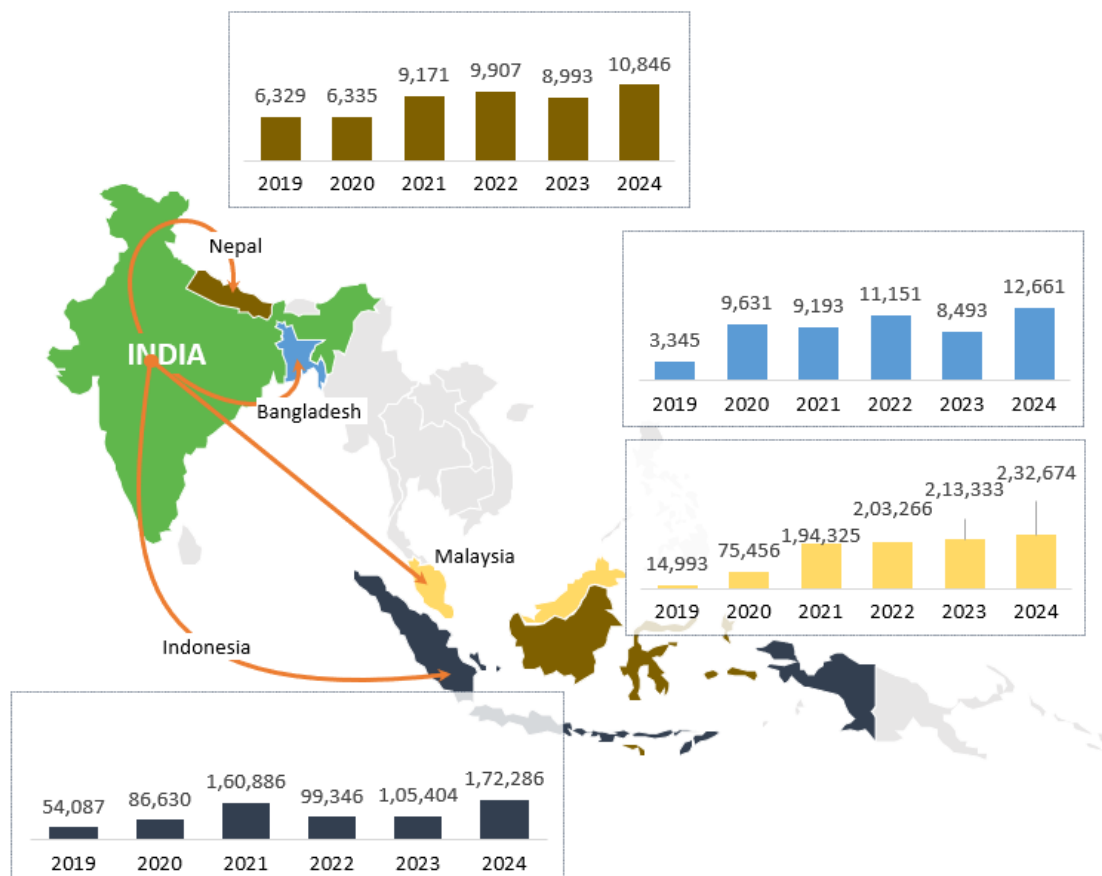 6,329 6,335 9,171 9,907 8,993 10,846
2019 2020 2021 2022 2023 2024
Nepal
3,345 9,631 9,193 11,151 8,493 12,661
2019 2020 2021 2022 2023 2024
INDIA
Bangladesh
14,993 75,456 1,94,325 2,03,266 2,13,333 2,32,674
2019 2020 2021 2022 2023 2024
Malaysia
Indonesia
54,087 86,630 1,60,886 99,346 1,05,404 1,72,286
2019 2020 2021 2022 2023 2024